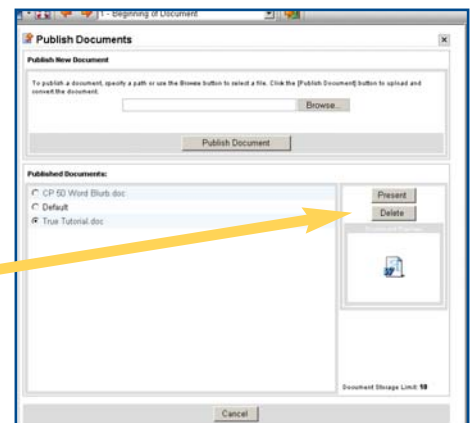 1 - Beginning of Document
Publish Documents
Publish New Document
To publish a document, specify a path or use the Browse button to select a file. Click the [Publish Document] button to upload and
convert the document.
Browse...
Publish Document
Published Documents:
CP 50 Word Blurb.doc
Present
Default
Delete
True Tutorial.doc
Document Storage Limit: 10
Cancel